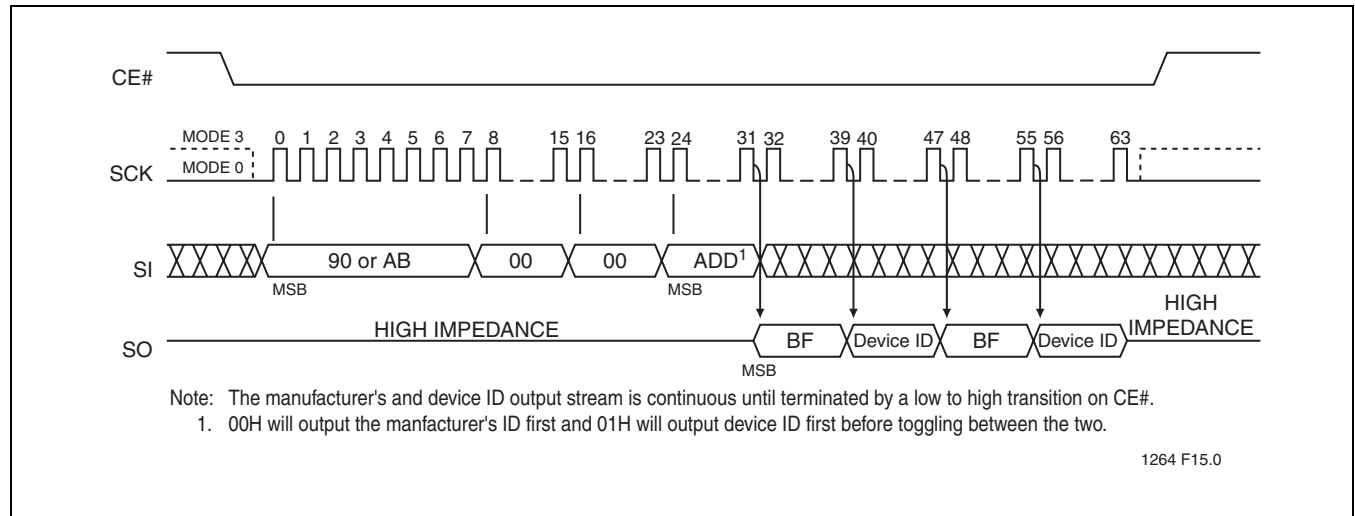 CE#
MODE 3
0 1 2 3 4 5 6 7 8 15 16 23 24 31 32 39 40 47 48 55 56 63
SCK
MODE 0
SI
90 or AB 00 00 ADD1
MSB MSB
HIGH IMPEDANCE
HIGH IMPEDANCE
SO
BF Device ID BF Device ID
MSB
Note: The manufacturer's and device ID output stream is continuous until terminated by a low to high transition on CE#.
1. 00H will output the manfacturer's ID first and 01H will output device ID first before toggling between the two.
1264 F15.0